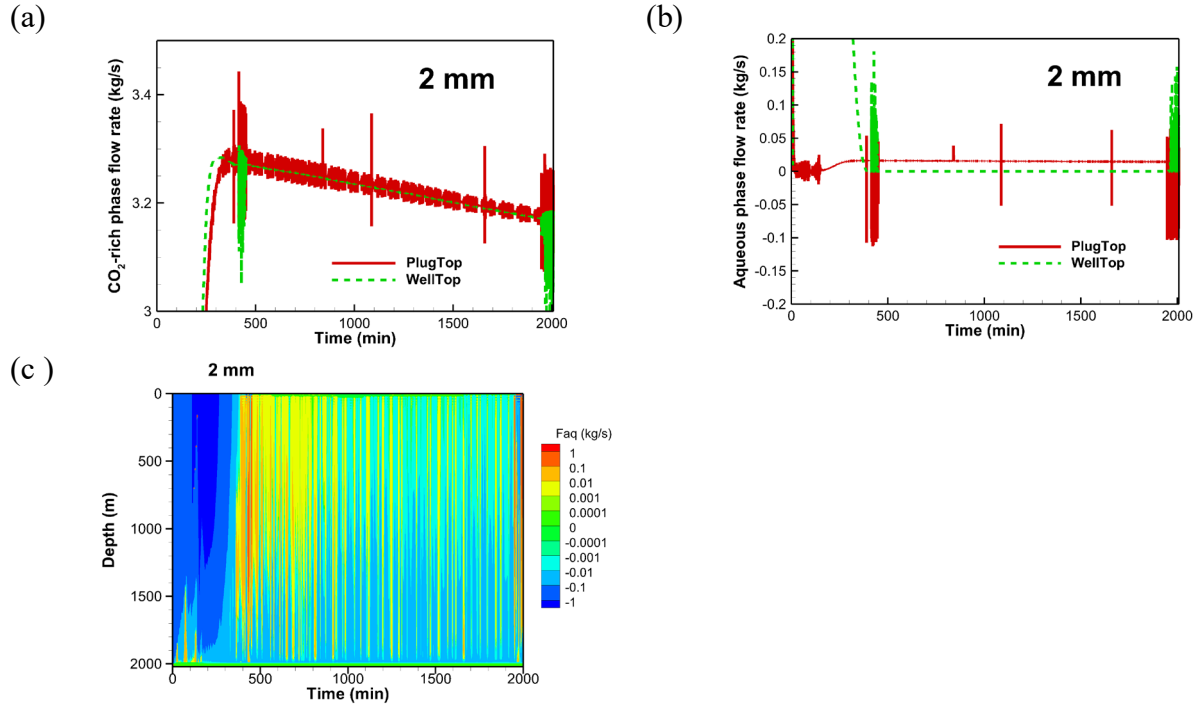 (a)
CO₂-rich phase flow rate (kg/s)
3.4
3.2
3
2 mm
PlugTop
WellTop
0
500
1000
1500
2000
Time (min)
(b)
Aqueous phase flow rate (kg/s)
0.2
0.15
0.1
0.05
0
-0.05
-0.1
-0.15
-0.2
2 mm
PlugTop
WellTop
0
500
1000
1500
2000
Time (min)
(c )
2 mm
Depth (m)
0
500
1000
1500
2000
0
500
1000
1500
2000
Time (min)
Faq (kg/s)
1
0.1
0.01
0.001
0.0001
0
-0.0001
-0.001
-0.01
-0.1
-1